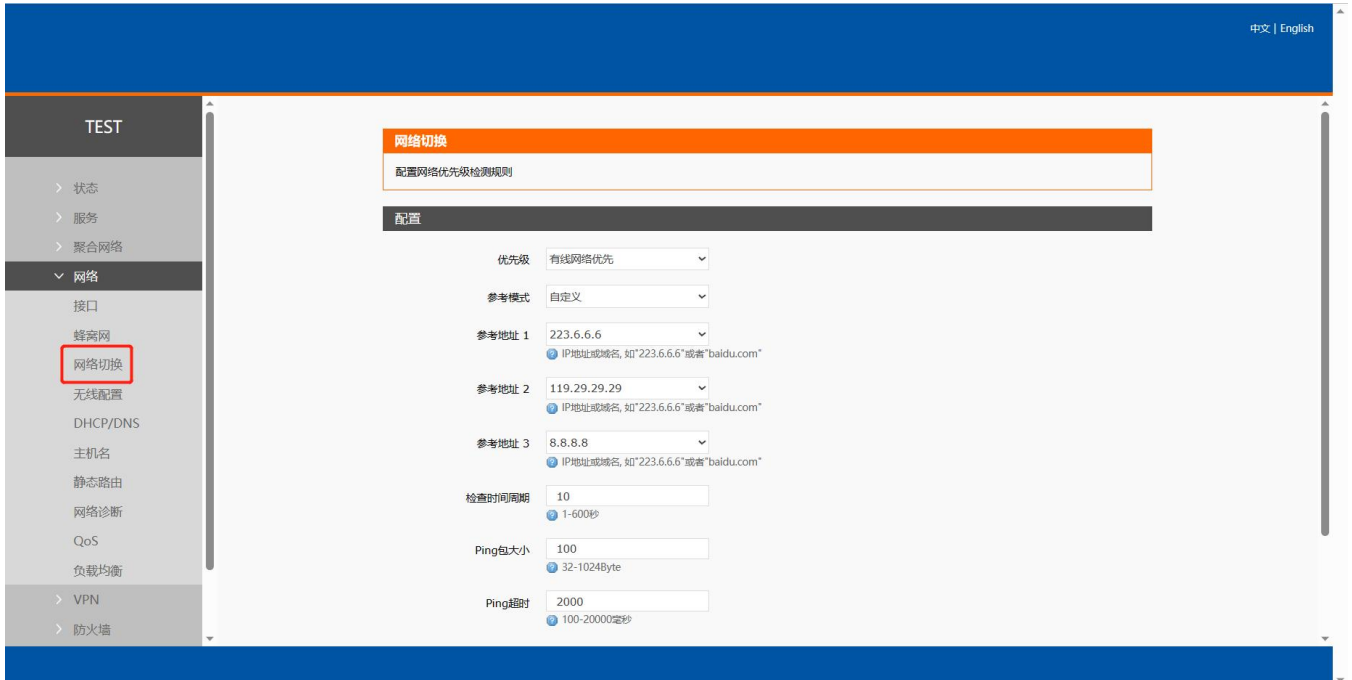 中文 | English
TEST
状态
服务
聚合网络
网络
接口
蜂窝网
网络切换
无线配置
DHCP/DNS
主机名
静态路由
网络诊断
QoS
负载均衡
VPN
防火墙
网络切换
配置网络优先级检测规则
配置
优先级 有线网络优先
参考模式 自定义
参考地址 1 223.6.6.6
IP地址或域名, 如"223.6.6.6"或者"baidu.com"
参考地址 2 119.29.29.29
IP地址或域名, 如"223.6.6.6"或者"baidu.com"
参考地址 3 8.8.8.8
IP地址或域名, 如"223.6.6.6"或者"baidu.com"
检查时间周期 10
1-600秒
Ping包大小 100
32-1024Byte
Ping超时 2000
100-20000毫秒